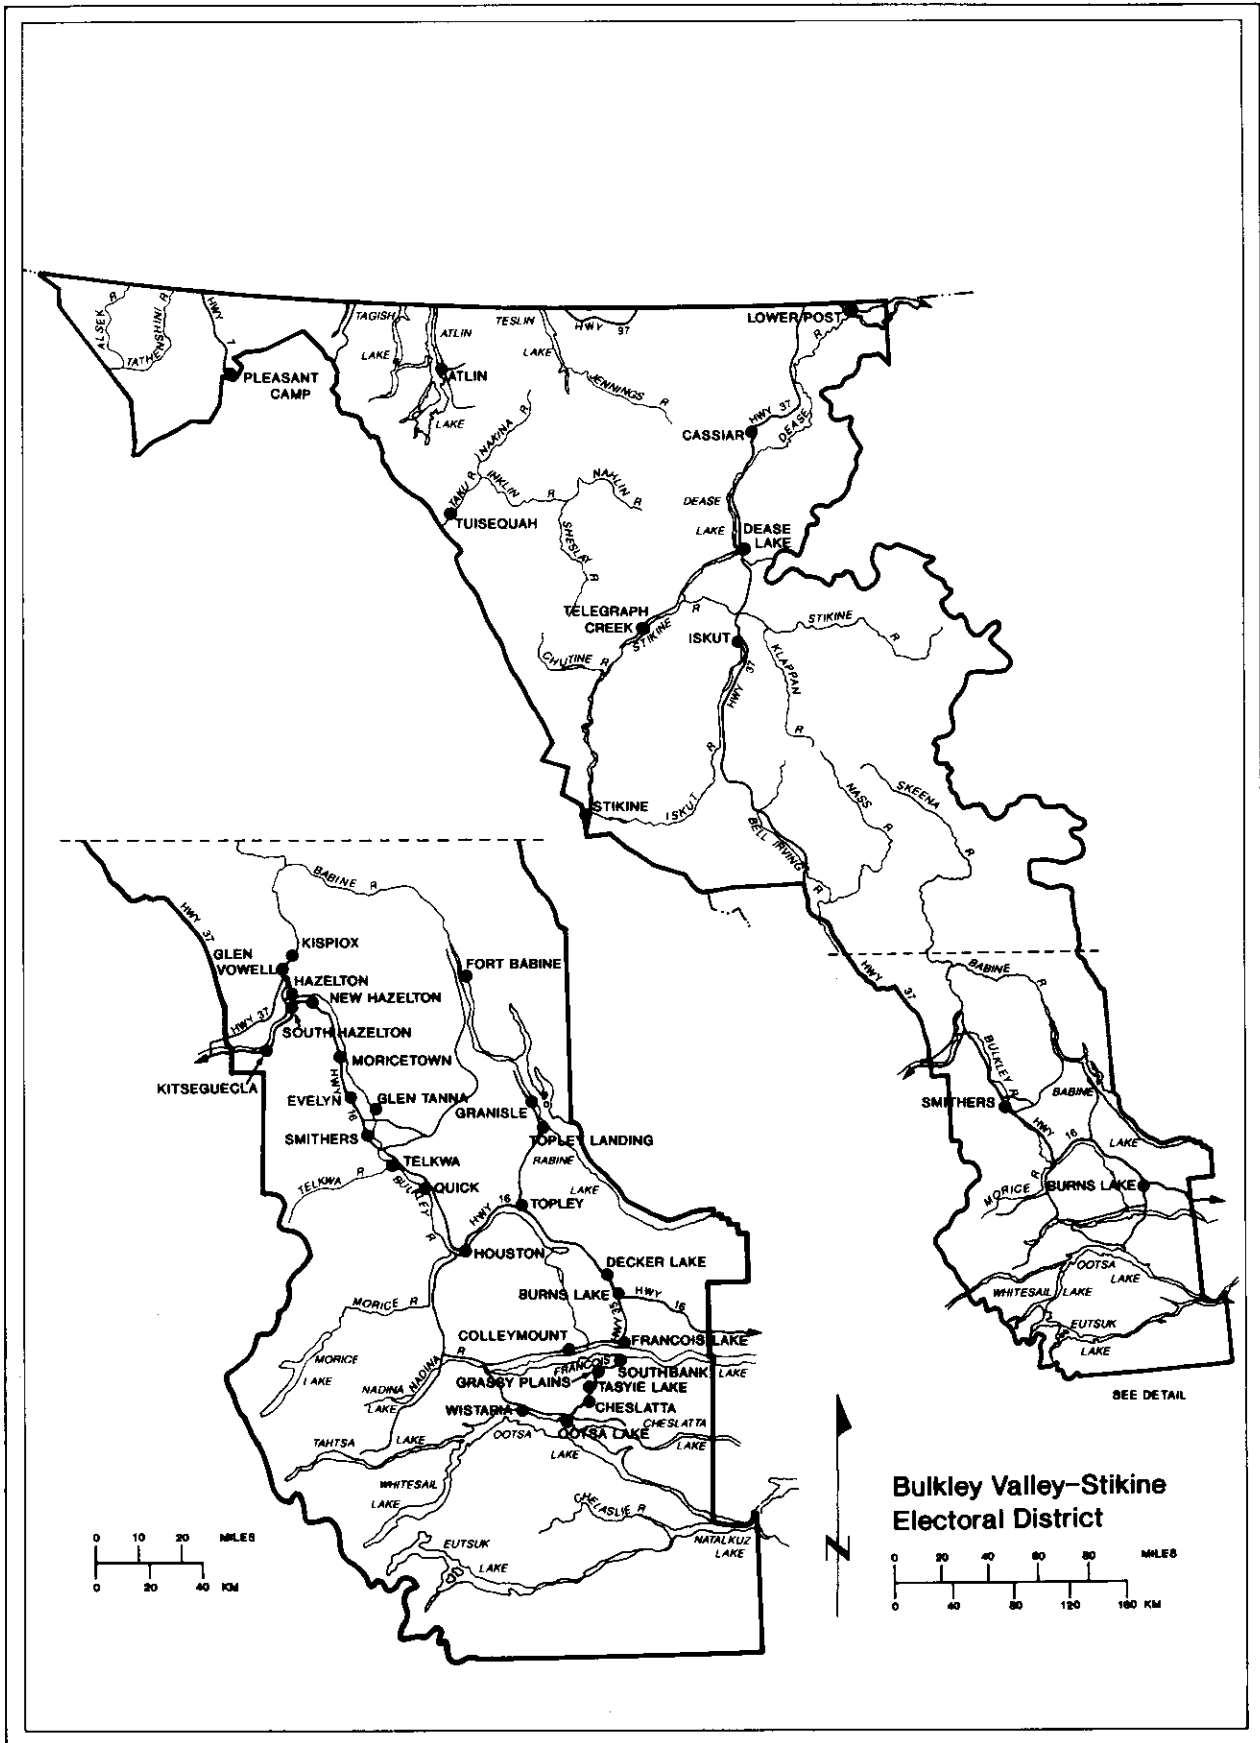 ALSEK R
TATHENSHINI R
HWY 7
PLEASANT
CAMP
TAGISH
LAKE
ATLIN
LAKE
ATLIN
TESLIN
LAKE
HWY 97
JENNINGS R
LOWER POST
R
HWY 37
DEASE
CASSIAR
NAKINA R
TAKU R
INKLIN R
NAHLIN R
TUISEQUAH
SHESLAY R
DEASE
LAKE
DEASE
LAKE
TELEGRAPH
CREEK
STIKINE
R
ISKUT
STIKINE R
CHUTINE R
HWY 37
KLAPPAN R
STIKINE
ISKUT R
BELL IRVING R
NASS R
SKEENA R
HWY 37
BABINE R
BULKLEY R
SMITHERS
HWY 16
BABINE
LAKE
MORICE R
BURNS LAKE
OOTSA
LAKE
WHITESAIL LAKE
EUTSUK
LAKE
SEE DETAIL
HWY 37
BABINE R
GLEN
VOWELL
KISPIOX
HAZELTON
NEW HAZELTON
HWY 37
SOUTH HAZELTON
KITSEGUECLA
FORT BABINE
MORICETOWN
HWY 16
EVELYN
GLEN TANNA
GRANISLE
SMITHERS
TOPLEY LANDING
TELKWA
TELKWA R
BULKLEY R
QUICK
RABINE
LAKE
HWY 16
TOPLEY
HOUSTON
DECKER LAKE
BURNS LAKE
HWY 16
HWY 35
MORICE R
COLLEYMOUNT
FRANCOIS LAKE
MORICE
LAKE
NADINA R
FRANCOIS
LAKE
SOUTHBANK
GRASSY PLAINS
TASYIE LAKE
NADINA
LAKE
CHESLATTA
WISTARIA
OOTSA LAKE
CHESLATTA
LAKE
TAHTSA LAKE
OOTSA
LAKE
WHITESAIL
LAKE
CHELASLIE R
NATALKUZ
LAKE
EUTSUK
LAKE
0 10 20 MILES
0 20 40 KM
N
Bulkley Valley-Stikine
Electoral District
0 20 40 60 80 MILES
0 40 80 120 160 KM